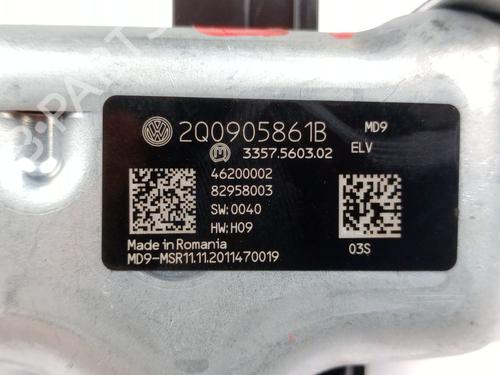 2Q0905861B MD9
3357.5603.02 ELV
46200002
82958003
SW:0040
HW:H09
Made in Romania 03S
MD9-MSR11.11.2011470019
B-PARTS